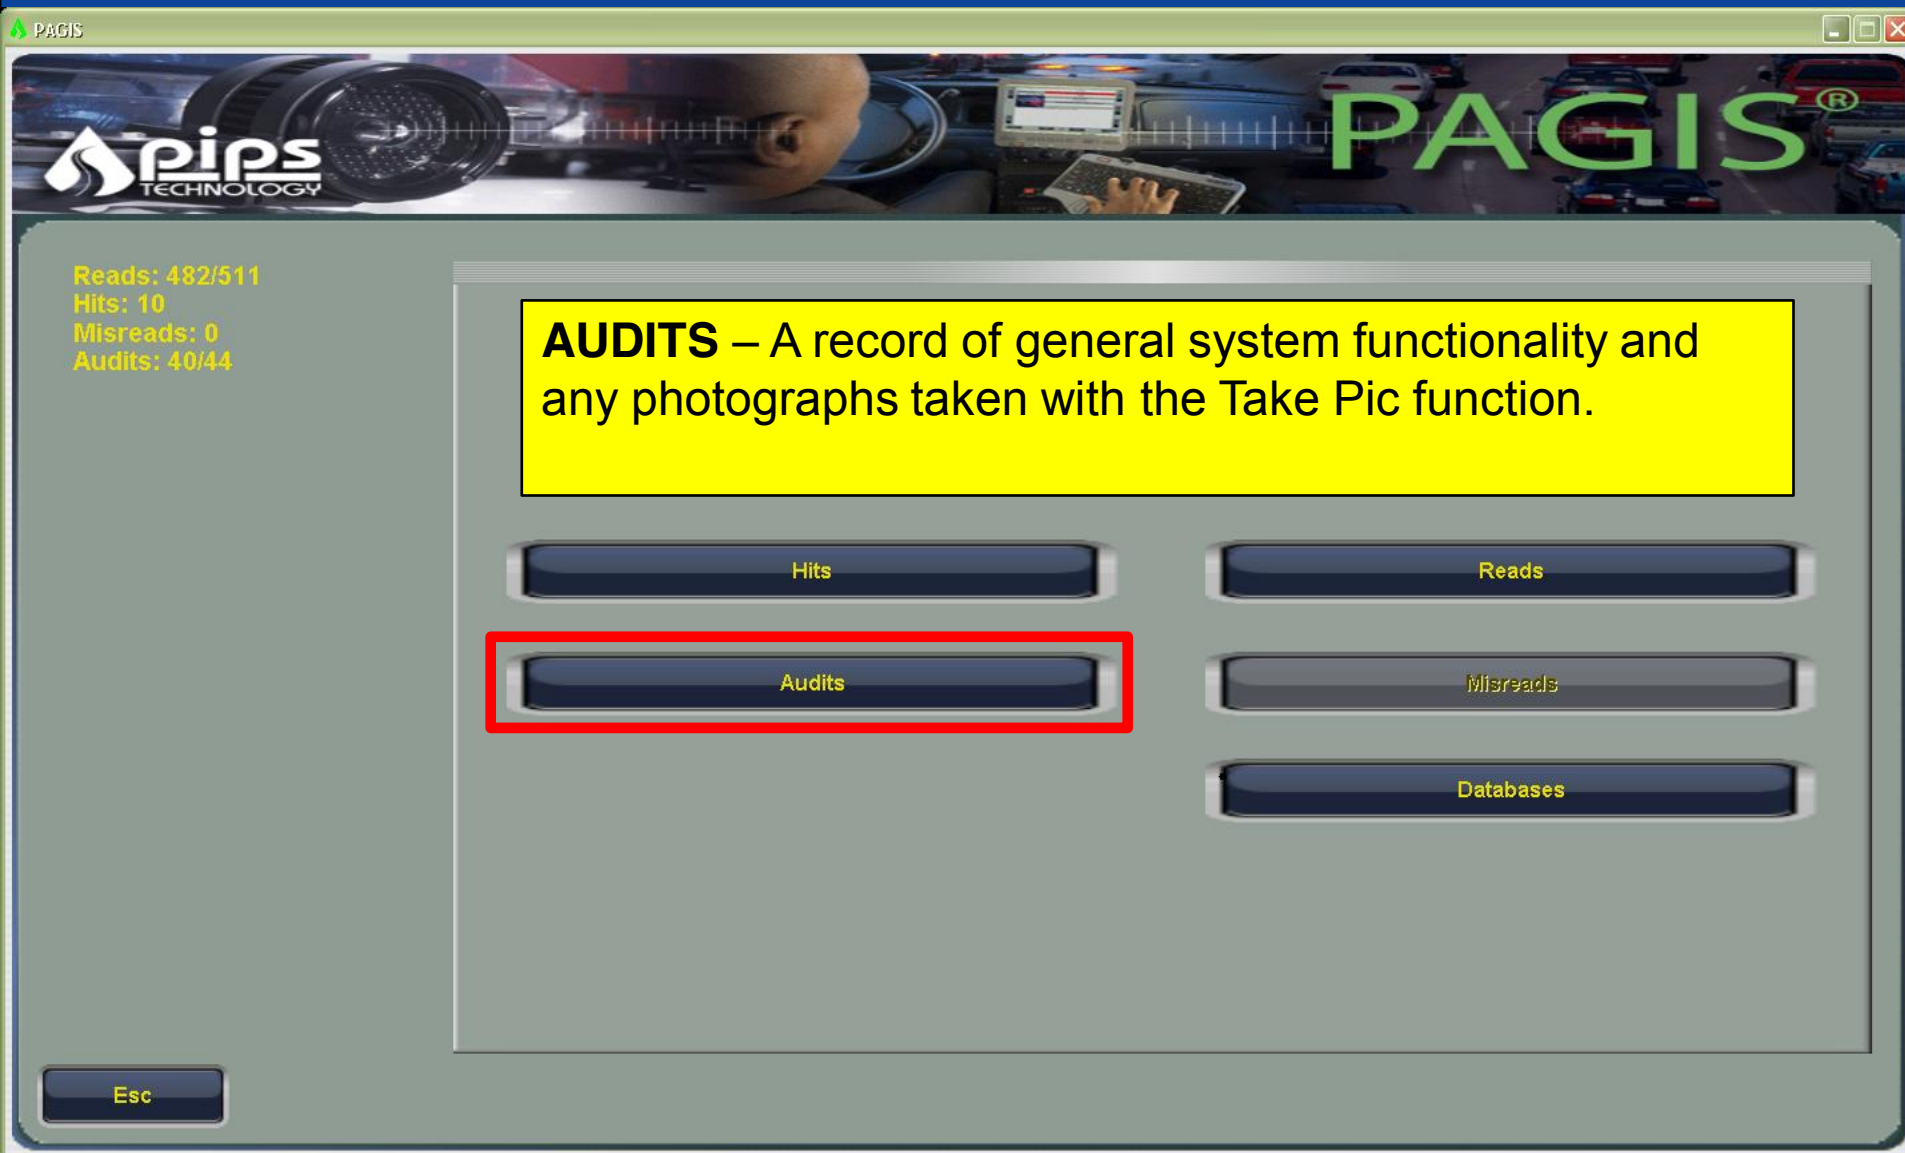 PAGIS
pips
TECHNOLOGY
PAGIS®
Reads: 482/511
Hits: 10
Misreads: 0
Audits: 40/44
AUDITS – A record of general system functionality and
any photographs taken with the Take Pic function.
Hits
Reads
Audits
Misreads
Databases
Esc